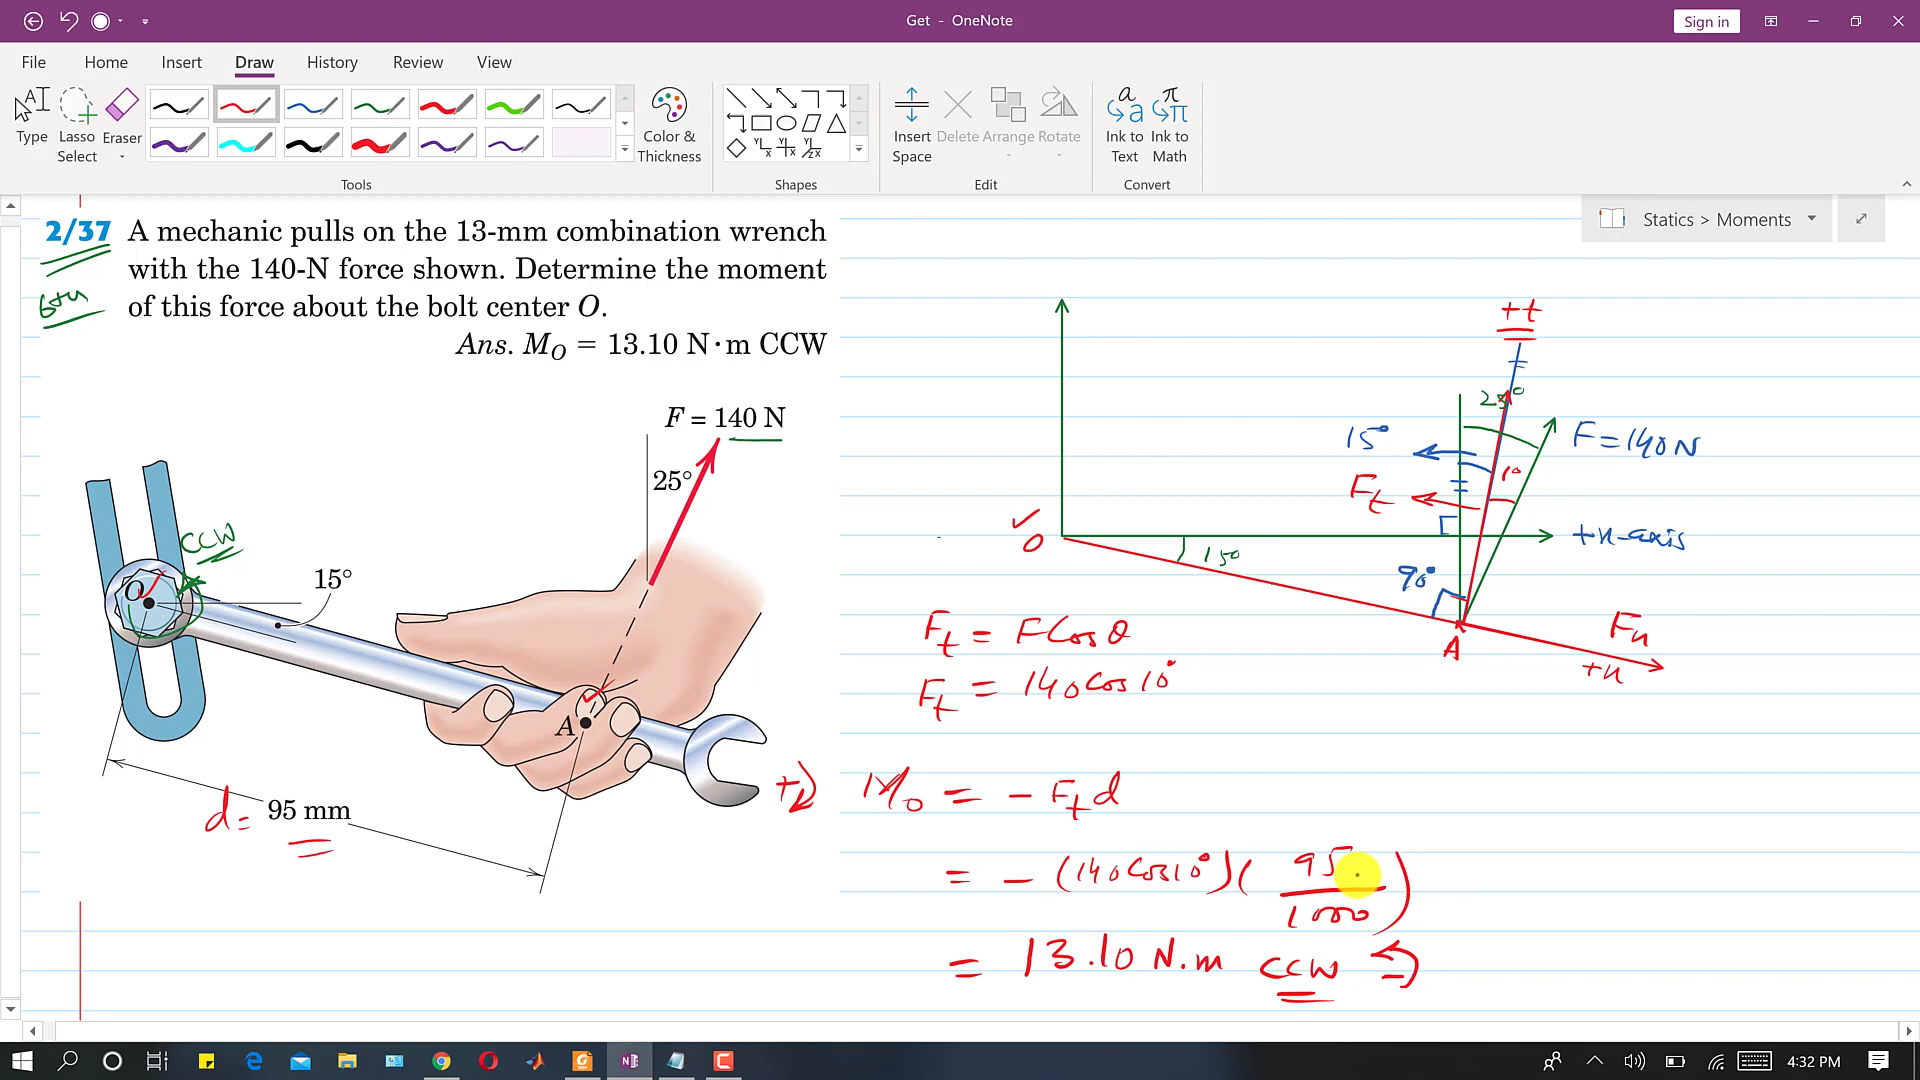 Get - OneNote
Sign in
File Home Insert Draw History Review View
Type
Lasso Select
Eraser
Color & Thickness
Insert Space
Delete
Arrange
Rotate
Ink to Text
Ink to Math
Tools
Shapes
Edit
Convert
Statics > Moments
2/37 A mechanic pulls on the 13-mm combination wrench
with the 140-N force shown. Determine the moment
of this force about the bolt center O.
6th
Ans. M_O = 13.10 N·m CCW
F = 140 N
25°
CCW
O
15°
A
d = 95 mm
+t
25°
15°
F = 140 N
10
Ft
O
+x-axis
15°
90°
A
Fn
+n
Ft = F Cos θ
Ft = 140 Cos 10°
+
M_O = - Ft d
= - (140 Cos 10°) ( 95 / 1000 )
= 13.10 N.m CCW
4:32 PM